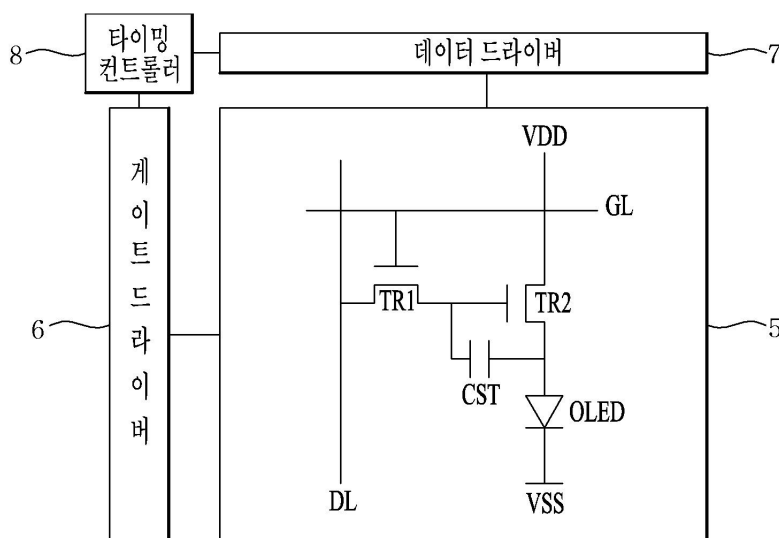 8
타이밍
컨트롤러
데이터 드라이버
7
게이트 드라이버
6
VDD
GL
TR1
TR2
5
CST
OLED
DL
VSS